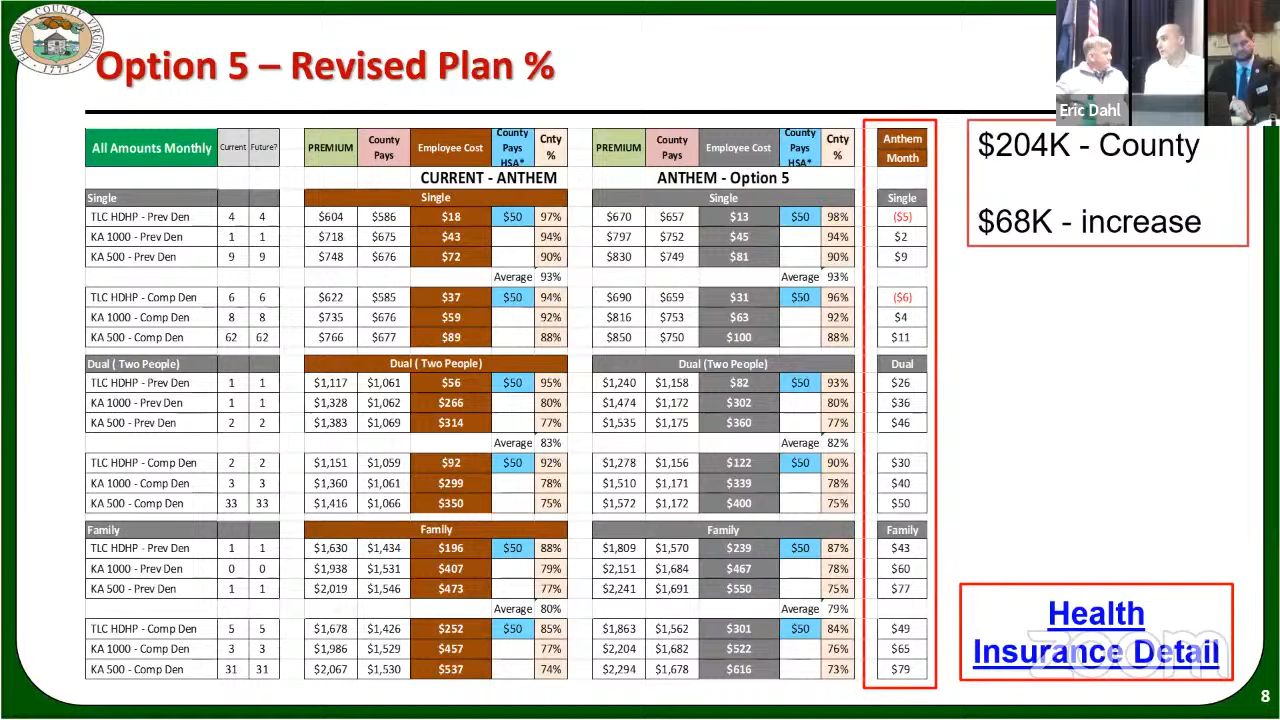 FLUVANNA COUNTY, VIRGINIA
1777
Option 5 – Revised Plan %
Eric Dahl
All Amounts Monthly Current Future? PREMIUM County Pays Employee Cost County Pays HSA* Cnty % PREMIUM County Pays Employee Cost County Pays HSA* Cnty % Anthem Month
CURRENT - ANTHEM ANTHEM - Option 5
Single Single Single Single
TLC HDHP - Prev Den 4 4 $604 $586 $18 $50 97% $670 $657 $13 $50 98% ($5)
KA 1000 - Prev Den 1 1 $718 $675 $43 94% $797 $752 $45 94% $2
KA 500 - Prev Den 9 9 $748 $676 $72 90% $830 $749 $81 90% $9
Average 93% Average 93%
TLC HDHP - Comp Den 6 6 $622 $585 $37 $50 94% $690 $659 $31 $50 96% ($6)
KA 1000 - Comp Den 8 8 $735 $676 $59 92% $816 $753 $63 92% $4
KA 500 - Comp Den 62 62 $766 $677 $89 88% $850 $750 $100 88% $11
Dual ( Two People) Dual ( Two People) Dual (Two People) Dual
TLC HDHP - Prev Den 1 1 $1,117 $1,061 $56 $50 95% $1,240 $1,158 $82 $50 93% $26
KA 1000 - Prev Den 1 1 $1,328 $1,062 $266 80% $1,474 $1,172 $302 80% $36
KA 500 - Prev Den 2 2 $1,383 $1,069 $314 77% $1,535 $1,175 $360 77% $46
Average 83% Average 82%
TLC HDHP - Comp Den 2 2 $1,151 $1,059 $92 $50 92% $1,278 $1,156 $122 $50 90% $30
KA 1000 - Comp Den 3 3 $1,360 $1,061 $299 78% $1,510 $1,171 $339 78% $40
KA 500 - Comp Den 33 33 $1,416 $1,066 $350 75% $1,572 $1,172 $400 75% $50
Family Family Family Family
TLC HDHP - Prev Den 1 1 $1,630 $1,434 $196 $50 88% $1,809 $1,570 $239 $50 87% $43
KA 1000 - Prev Den 0 0 $1,938 $1,531 $407 79% $2,151 $1,684 $467 78% $60
KA 500 - Prev Den 1 1 $2,019 $1,546 $473 77% $2,241 $1,691 $550 75% $77
Average 80% Average 79%
TLC HDHP - Comp Den 5 5 $1,678 $1,426 $252 $50 85% $1,863 $1,562 $301 $50 84% $49
KA 1000 - Comp Den 3 3 $1,986 $1,529 $457 77% $2,204 $1,682 $522 76% $65
KA 500 - Comp Den 31 31 $2,067 $1,530 $537 74% $2,294 $1,678 $616 73% $79
$204K - County
$68K - increase
Health
Insurance Detail
zoom
8